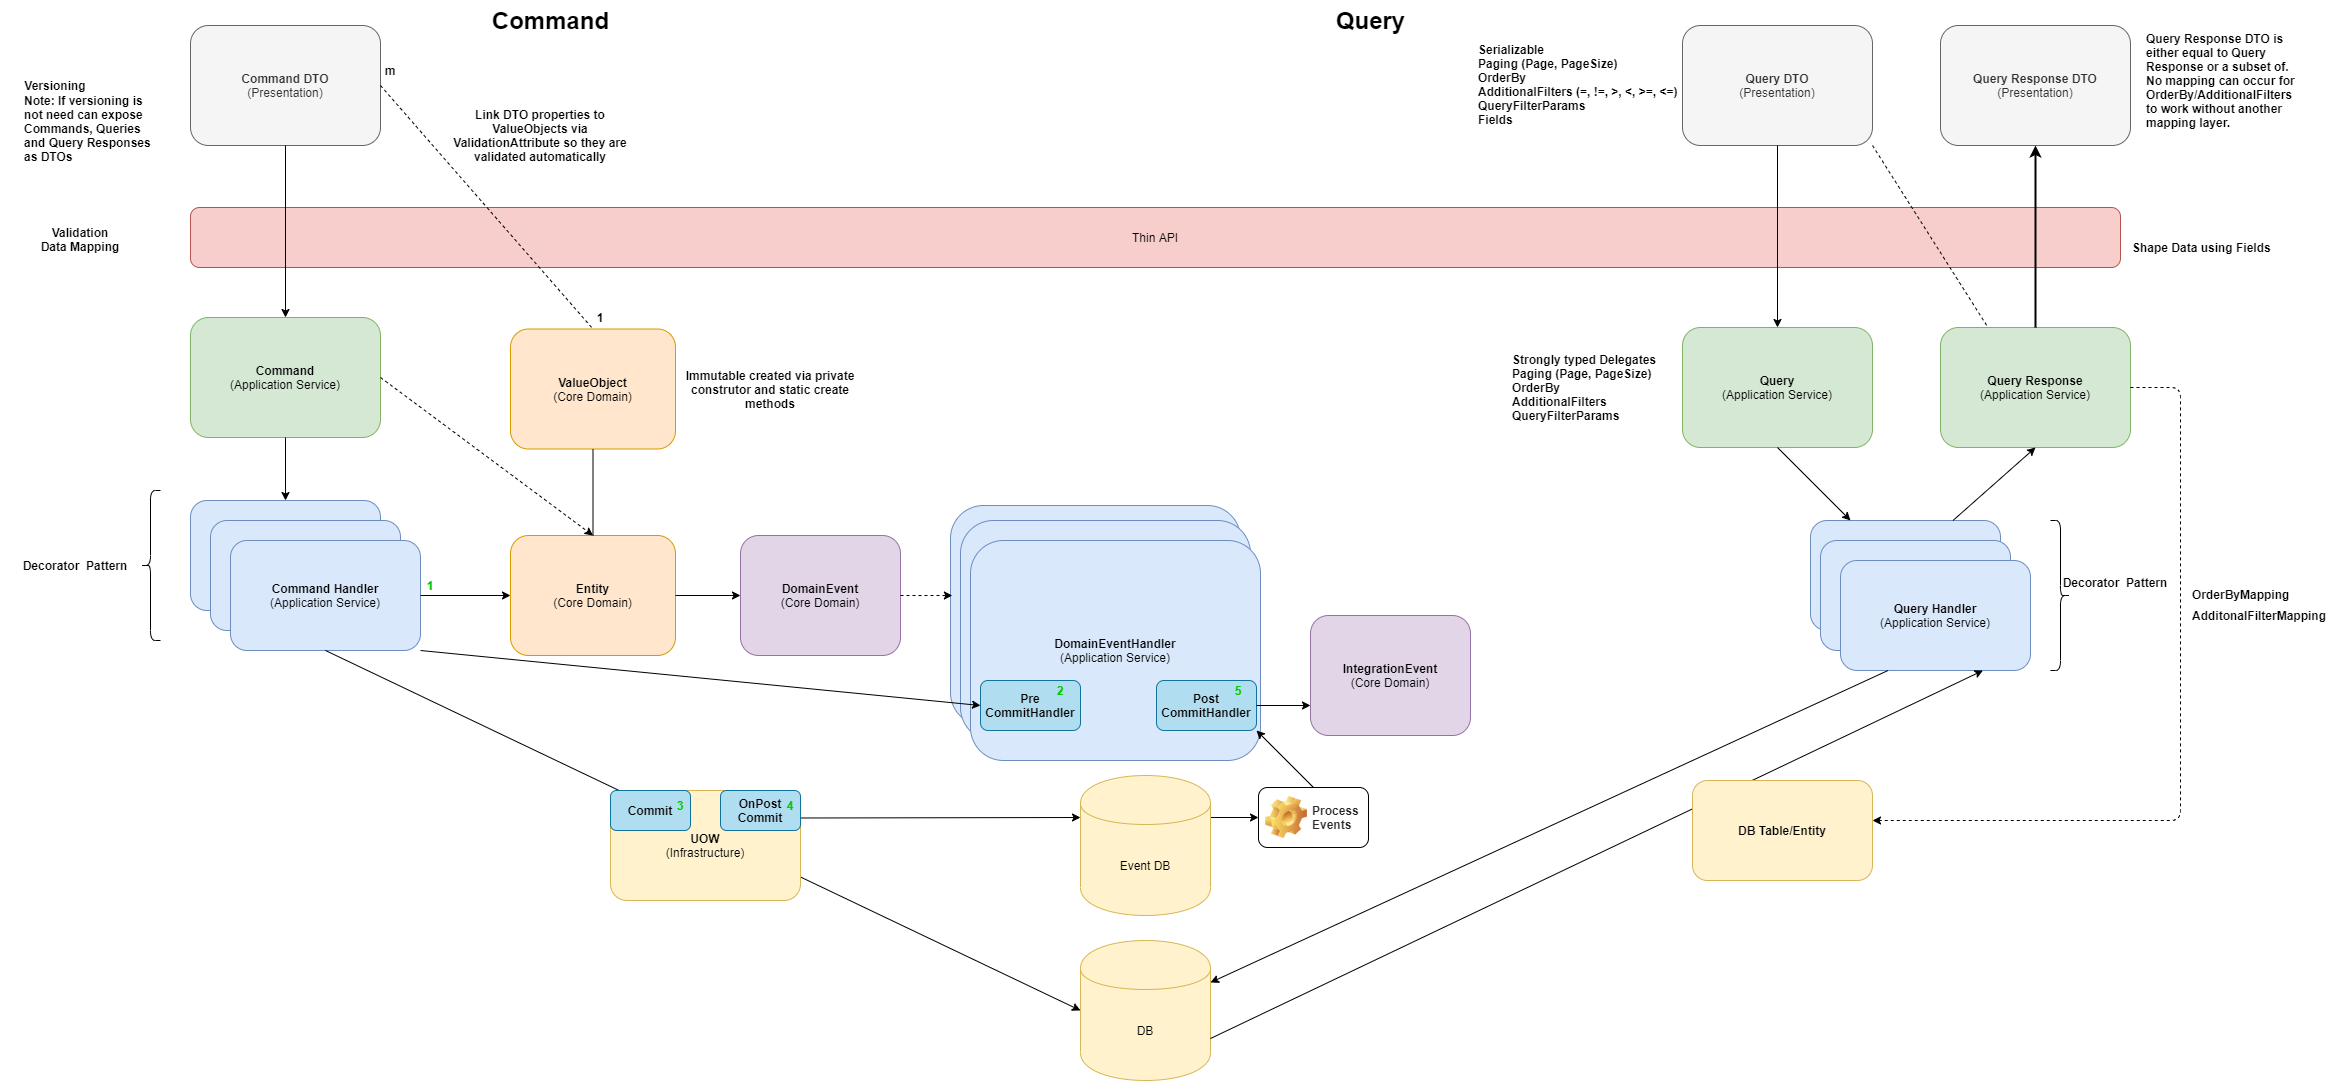 Command
Query
Versioning
Note: If versioning is
not need can expose
Commands, Queries
and Query Responses
as DTOs
Command DTO
(Presentation)
m
Link DTO properties to
ValueObjects via
ValidationAttribute so they are
validated automatically
Serializable
Paging (Page, PageSize)
OrderBy
AdditionalFilters (=, !=, >, <, >=, <=)
QueryFilterParams
Fields
Query DTO
(Presentation)
Query Response DTO
(Presentation)
Query Response DTO is
either equal to Query
Response or a subset of.
No mapping can occur for
OrderBy/AdditionalFilters
to work without another
mapping layer.
Validation
Data Mapping
Thin API
Shape Data using Fields
1
Command
(Application Service)
ValueObject
(Core Domain)
Immutable created via private
construtor and static create
methods
Strongly typed Delegates
Paging (Page, PageSize)
OrderBy
AdditionalFilters
QueryFilterParams
Query
(Application Service)
Query Response
(Application Service)
Decorator Pattern
Command Handler
(Application Service)
1
Entity
(Core Domain)
DomainEvent
(Core Domain)
DomainEventHandler
(Application Service)
Pre
CommitHandler
2
Post
CommitHandler
5
IntegrationEvent
(Core Domain)
Query Handler
(Application Service)
Decorator Pattern
OrderByMapping
AdditonalFilterMapping
Commit
3
OnPost
Commit
4
UOW
(Infrastructure)
Event DB
Process
Events
DB Table/Entity
DB